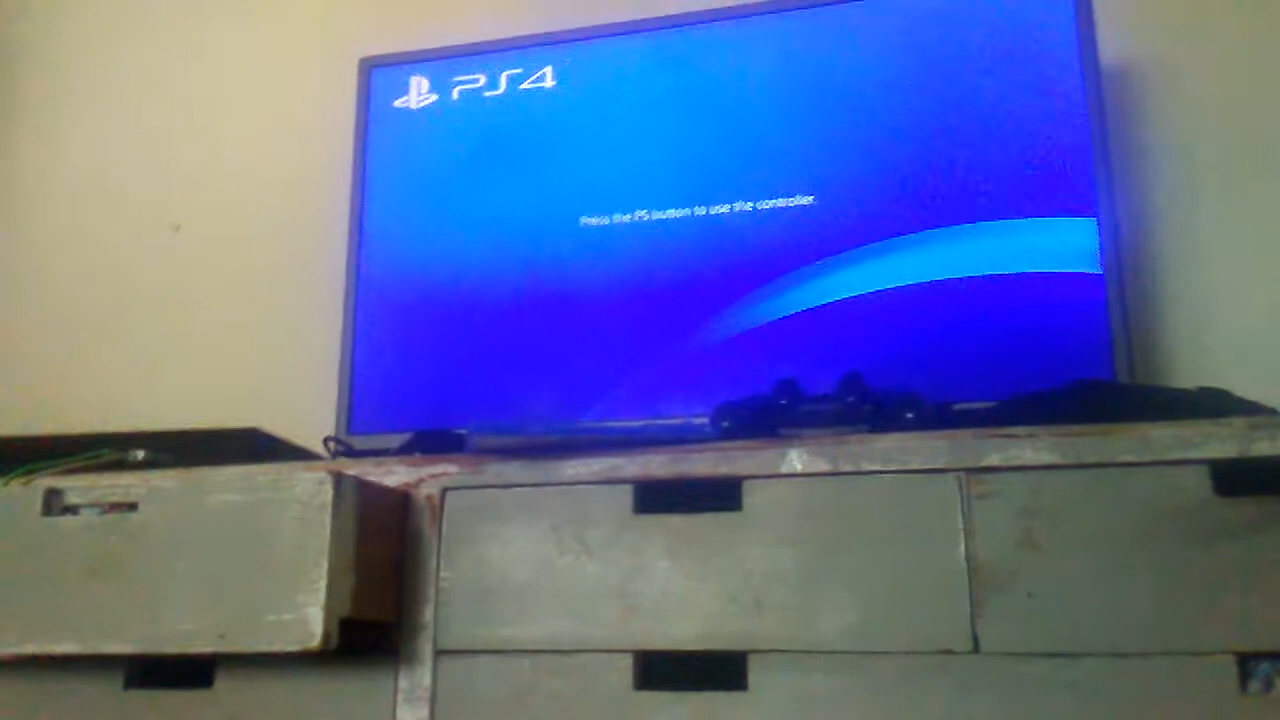 PS4
Press the PS button to use the controller.